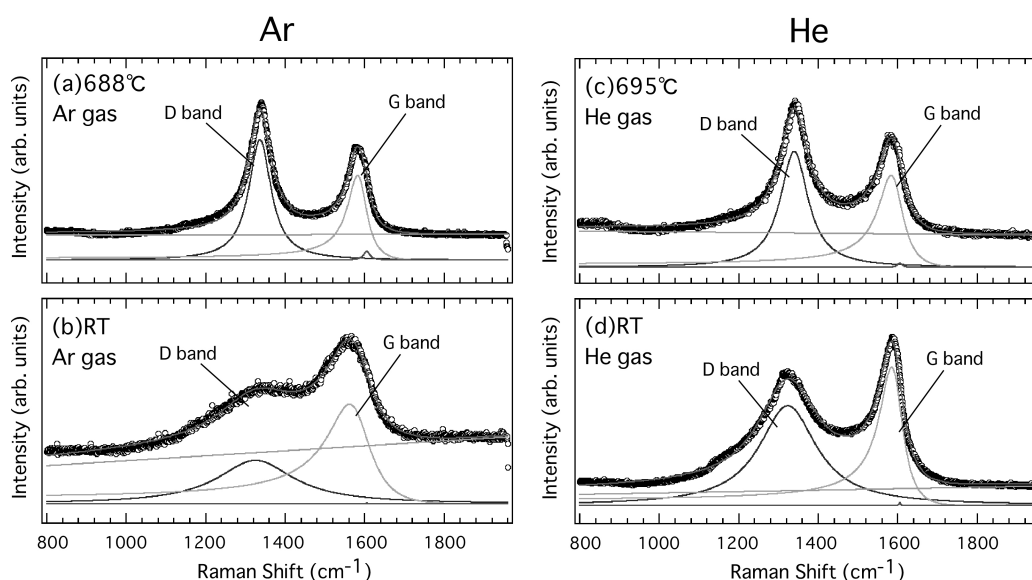 Ar
He
Intensity (arb. units)
(a)688℃
Ar gas
D band
G band
Intensity (arb. units)
(c)695℃
He gas
D band
G band
Intensity (arb. units)
(b)RT
Ar gas
D band
G band
800 1000 1200 1400 1600 1800
Raman Shift (cm⁻¹)
Intensity (arb. units)
(d)RT
He gas
D band
G band
800 1000 1200 1400 1600 1800
Raman Shift (cm⁻¹)